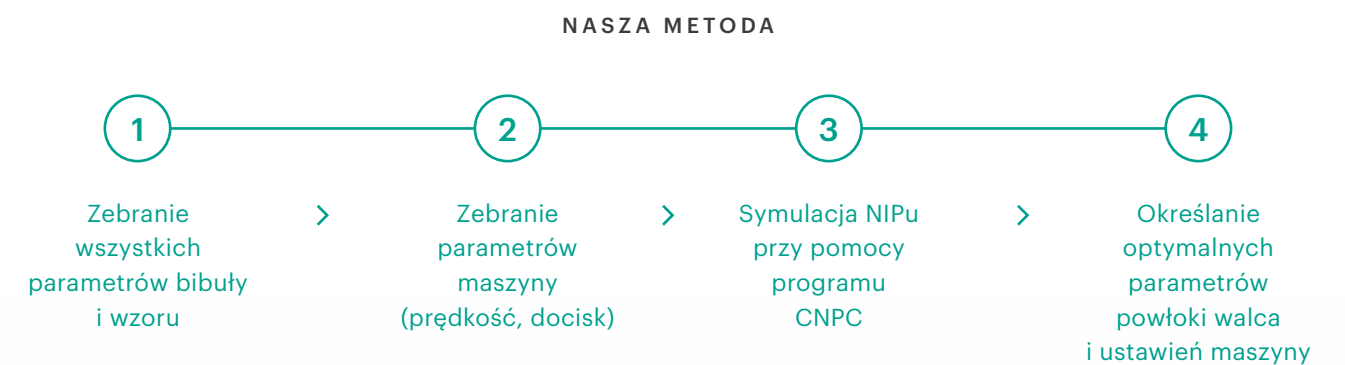 NASZA METODA
1
2
3
4
Zebranie
wszystkich
parametrów bibuły
i wzoru
Zebranie
parametrów
maszyny
(prędkość, docisk)
Symulacja NIPu
przy pomocy
programu
CNPC
Określanie
optymalnych
parametrów
powłoki walca
i ustawień maszyny